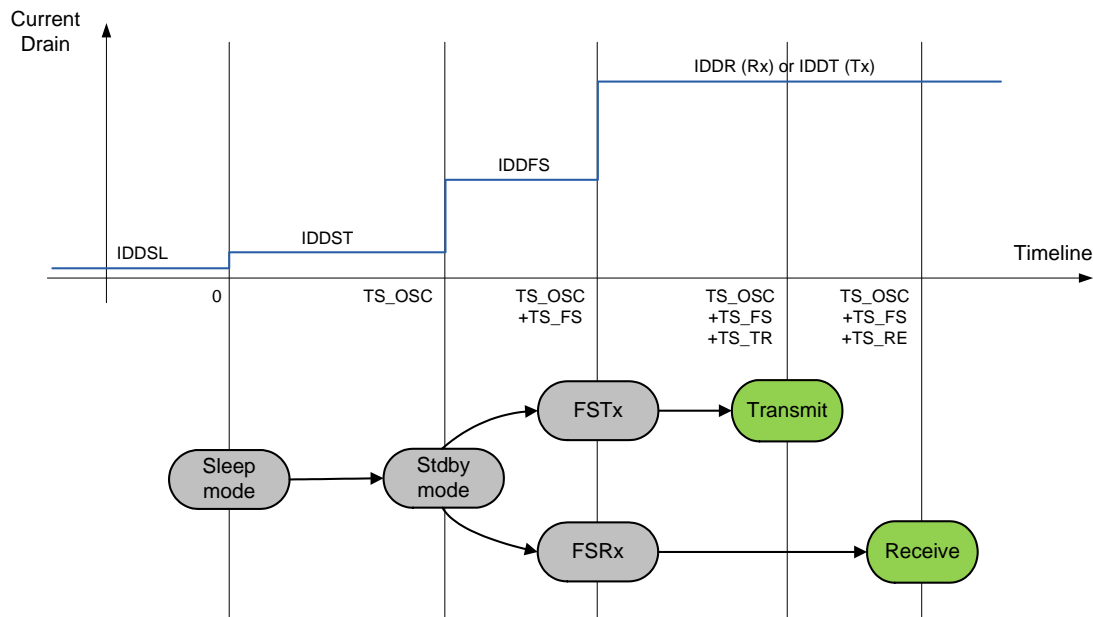 Current
Drain
IDDR (Rx) or IDDT (Tx)
IDDFS
IDDST
IDDSL
Timeline
0
TS_OSC
TS_OSC
+TS_FS
TS_OSC
+TS_FS
+TS_TR
TS_OSC
+TS_FS
+TS_RE
FSTx
Transmit
Sleep
mode
Stdby
mode
FSRx
Receive